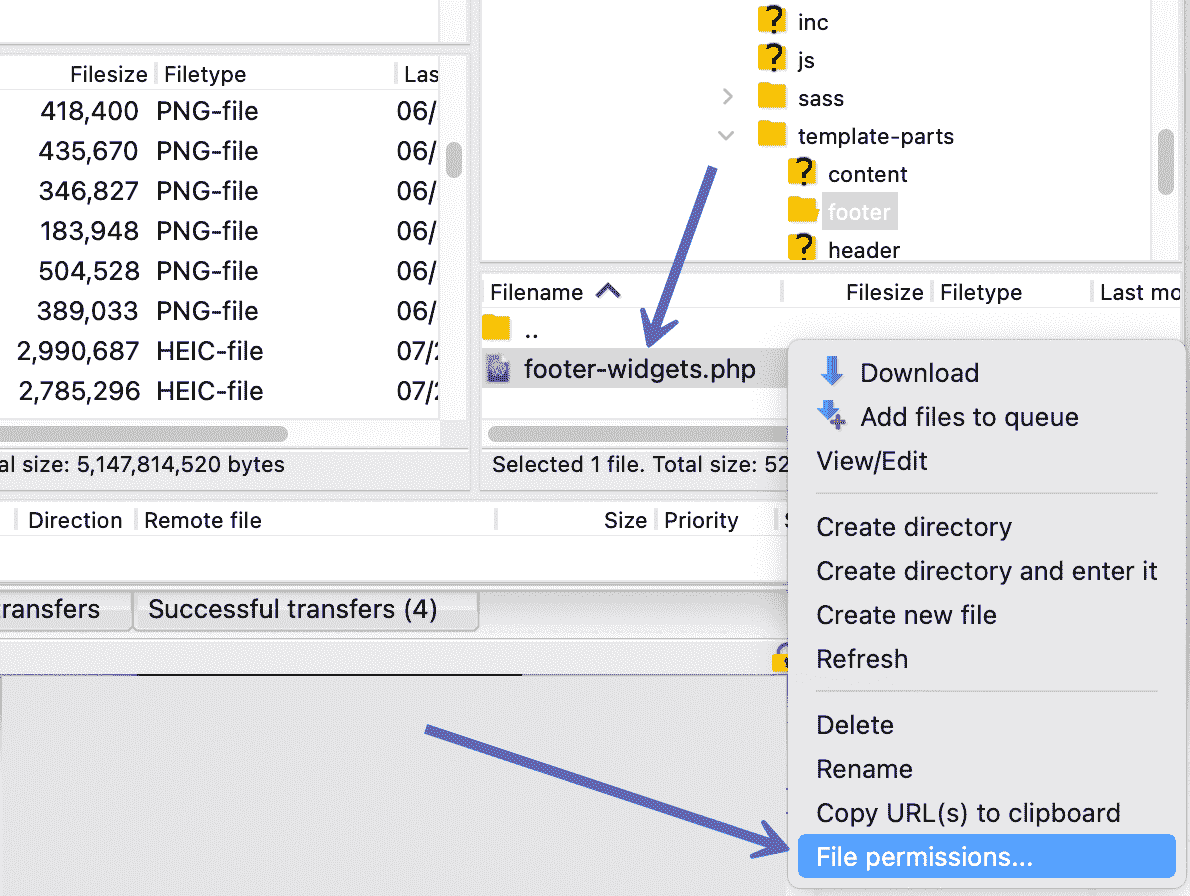 inc
js
sass
template-parts
content
footer
header
Filesize Filetype Las
418,400 PNG-file 06/
435,670 PNG-file 06/
346,827 PNG-file 06/
183,948 PNG-file 06/
504,528 PNG-file 06/
389,033 PNG-file 06/
2,990,687 HEIC-file 07/2
2,785,296 HEIC-file 07/2
al size: 5,147,814,520 bytes
Filename Filesize Filetype Last mo
..
footer-widgets.php
Selected 1 file. Total size: 52
Direction Remote file Size Priority S
ransfers Successful transfers (4)
Download
Add files to queue
View/Edit
Create directory
Create directory and enter it
Create new file
Refresh
Delete
Rename
Copy URL(s) to clipboard
File permissions...